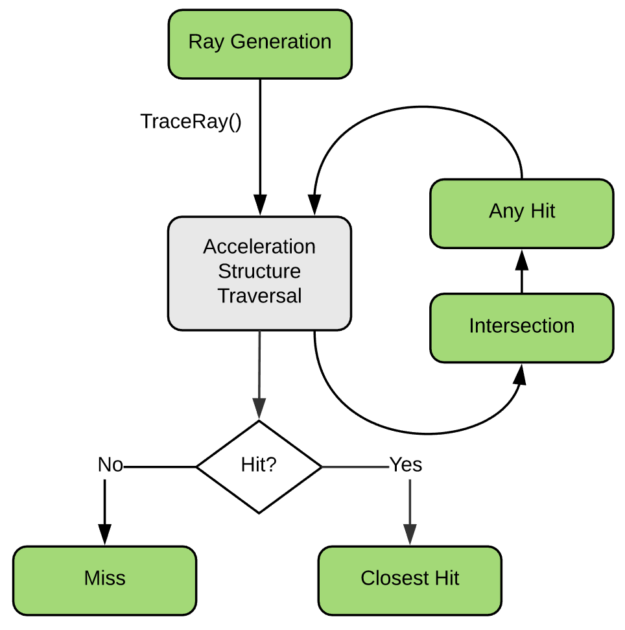 Ray Generation
TraceRay()
Any Hit
Acceleration
Structure
Traversal
Intersection
Hit?
No
Yes
Miss
Closest Hit